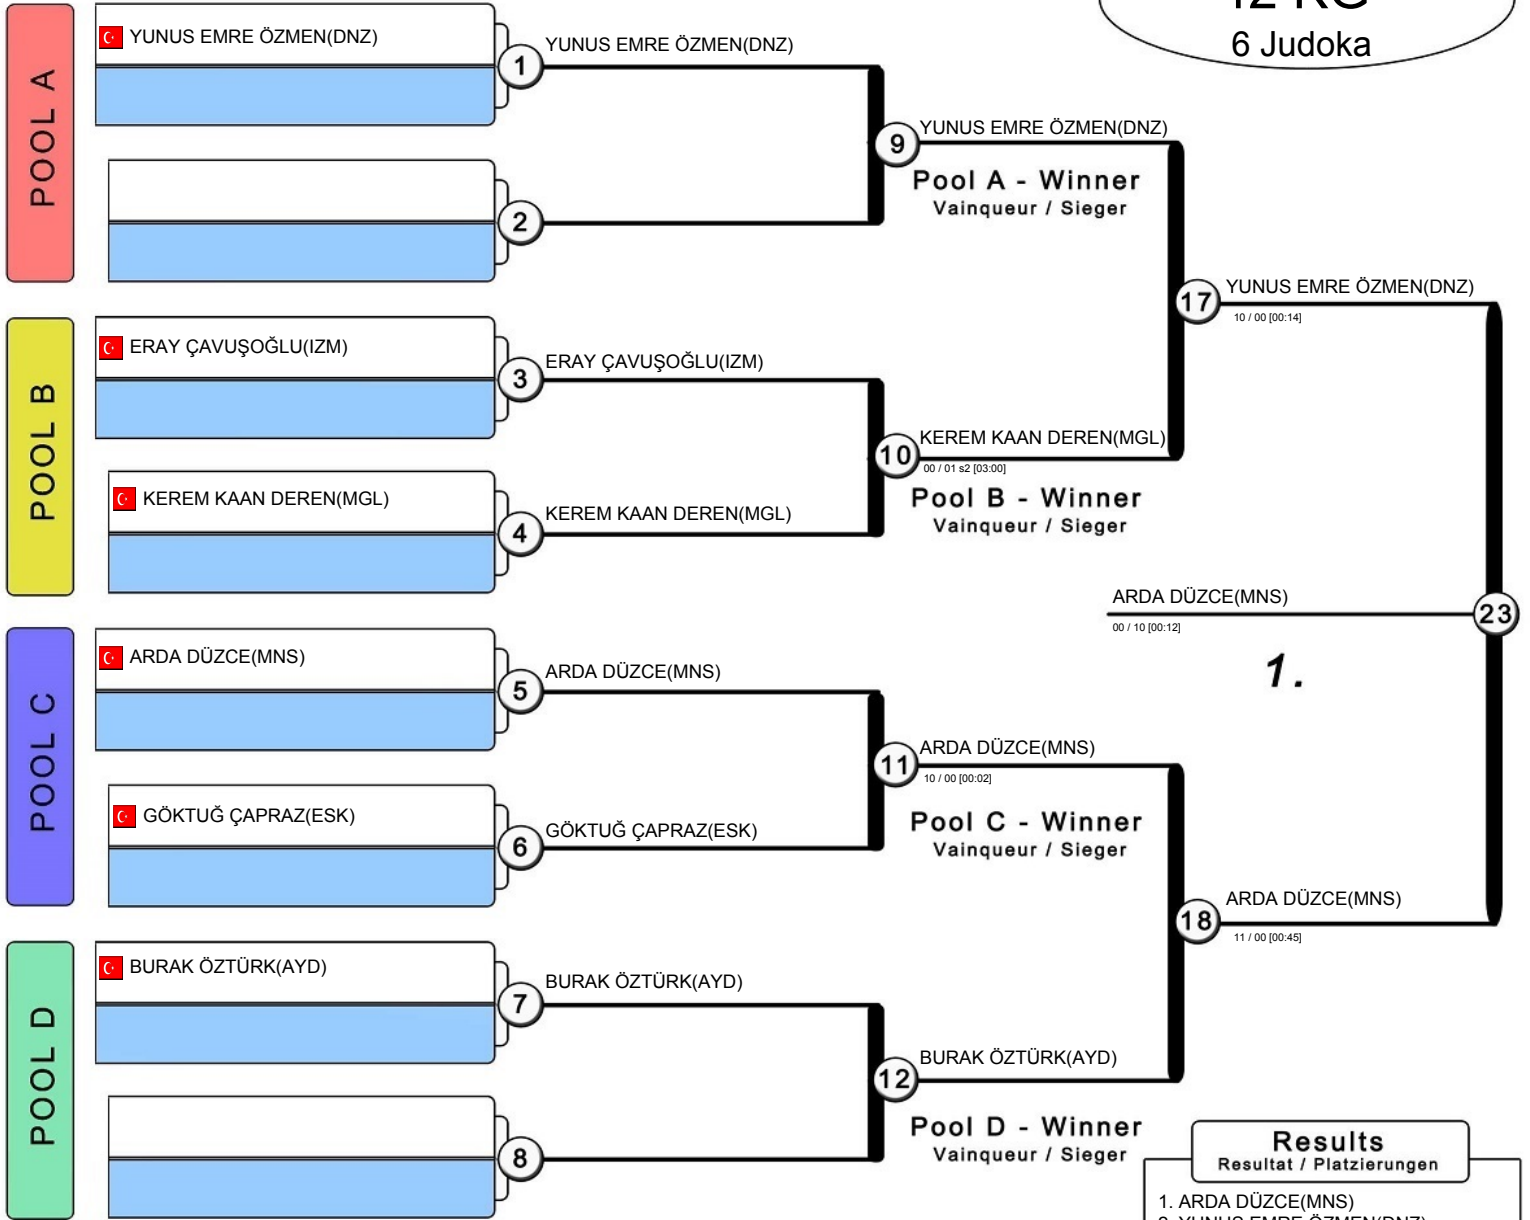 KG
6 Judoka
POOL A
YUNUS EMRE ÖZMEN(DNZ)
1
YUNUS EMRE ÖZMEN(DNZ)
2
9
YUNUS EMRE ÖZMEN(DNZ)
Pool A - Winner
Vainqueur / Sieger
POOL B
ERAY ÇAVUŞOĞLU(IZM)
3
ERAY ÇAVUŞOĞLU(IZM)
KEREM KAAN DEREN(MGL)
4
KEREM KAAN DEREN(MGL)
10
KEREM KAAN DEREN(MGL)
00 / 01 s2 [03:00]
Pool B - Winner
Vainqueur / Sieger
17
YUNUS EMRE ÖZMEN(DNZ)
10 / 00 [00:14]
ARDA DÜZCE(MNS)
00 / 10 [00:12]
23
1.
POOL C
ARDA DÜZCE(MNS)
5
ARDA DÜZCE(MNS)
GÖKTUĞ ÇAPRAZ(ESK)
6
GÖKTUĞ ÇAPRAZ(ESK)
11
ARDA DÜZCE(MNS)
10 / 00 [00:02]
Pool C - Winner
Vainqueur / Sieger
18
ARDA DÜZCE(MNS)
11 / 00 [00:45]
POOL D
BURAK ÖZTÜRK(AYD)
7
BURAK ÖZTÜRK(AYD)
8
12
BURAK ÖZTÜRK(AYD)
Pool D - Winner
Vainqueur / Sieger
Results
Resultat / Platzierungen
1. ARDA DÜZCE(MNS)
2. YUNUS EMRE ÖZMEN(DNZ)